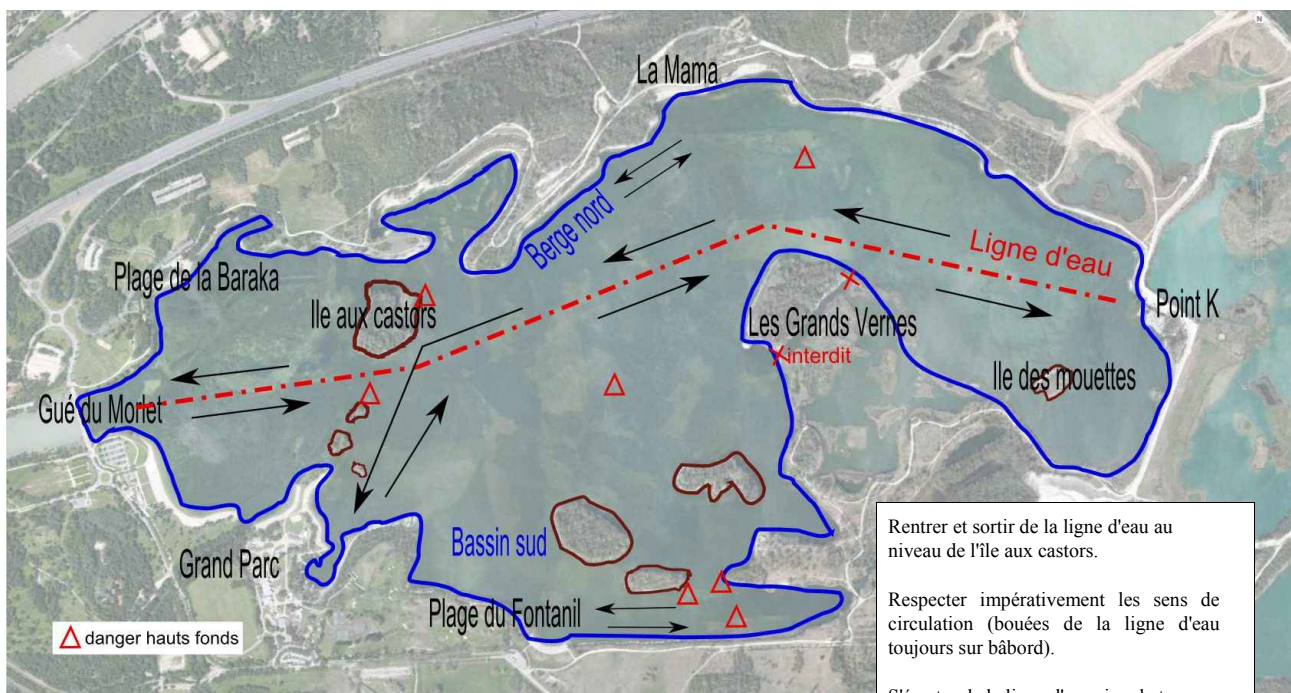 N
La Mama
Berge nord
Plage de la Baraka
Ligne d'eau
Ile aux castors
Point K
Les Grands Vernes
interdit
Ile des mouettes
Gué du Morlet
Bassin sud
Grand Parc
Plage du Fontanil
danger hauts fonds
Rentrer et sortir de la ligne d'eau au
niveau de l'île aux castors.
Respecter impérativement les sens de
circulation (bouées de la ligne d'eau
toujours sur bâbord).